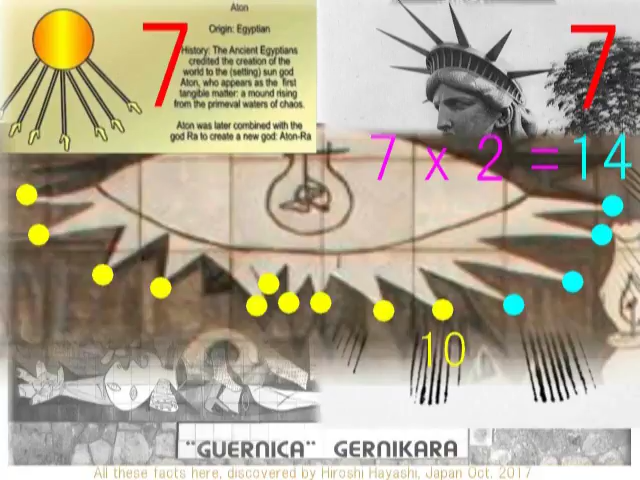 Aton
Origin: Egyptian
History: The Ancient Egyptians
credited the creation of the
world to the (setting) sun god
Aton, who appears as the first
tangible matter: a mound rising
from the primeval waters of chaos.
Aton was later combined with the
god Ra to create a new god: Aton-Ra
7
7
7 x 2 = 14
10
"GUERNICA" GERNIKARA
All these facts here, discovered by Hiroshi Hayashi, Japan Oct. 2017